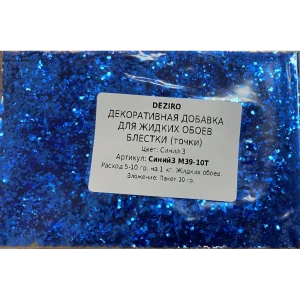 DEZIRO
ДЕКОРАТИВНАЯ ДОБАВКА
ДЛЯ ЖИДКИХ ОБОЕВ
БЛЕСТКИ (точки)
Цвет: Синий 3
Артикул: Синий3 М39-10Т
Расход 5-10 гр. на 1 кг. Жидких обоев.
Вложение: Пакет 10 гр.